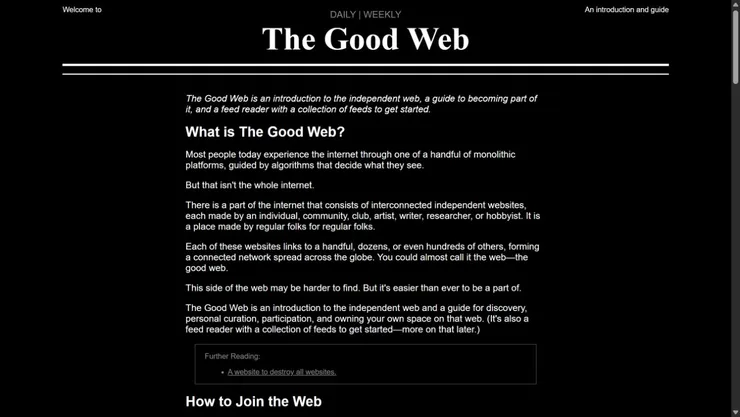 Welcome to
DAILY | WEEKLY
An introduction and guide
The Good Web
The Good Web is an introduction to the independent web, a guide to becoming part of
it, and a feed reader with a collection of feeds to get started.
What is The Good Web?
Most people today experience the internet through one of a handful of monolithic
platforms, guided by algorithms that decide what they see.
But that isn't the whole internet.
There is a part of the internet that consists of interconnected independent websites,
each made by an individual, community, club, artist, writer, researcher, or hobbyist. It is
a place made by regular folks for regular folks.
Each of these websites links to a handful, dozens, or even hundreds of others, forming
a connected network spread across the globe. You could almost call it the web—the
good web.
This side of the web may be harder to find. But it's easier than ever to be a part of.
The Good Web is an introduction to the independent web and a guide for discovery,
personal curation, participation, and owning your own space on that web. (It's also a
feed reader with a collection of feeds to get started—more on that later.)
Further Reading:
• A website to destroy all websites.
How to Join the Web